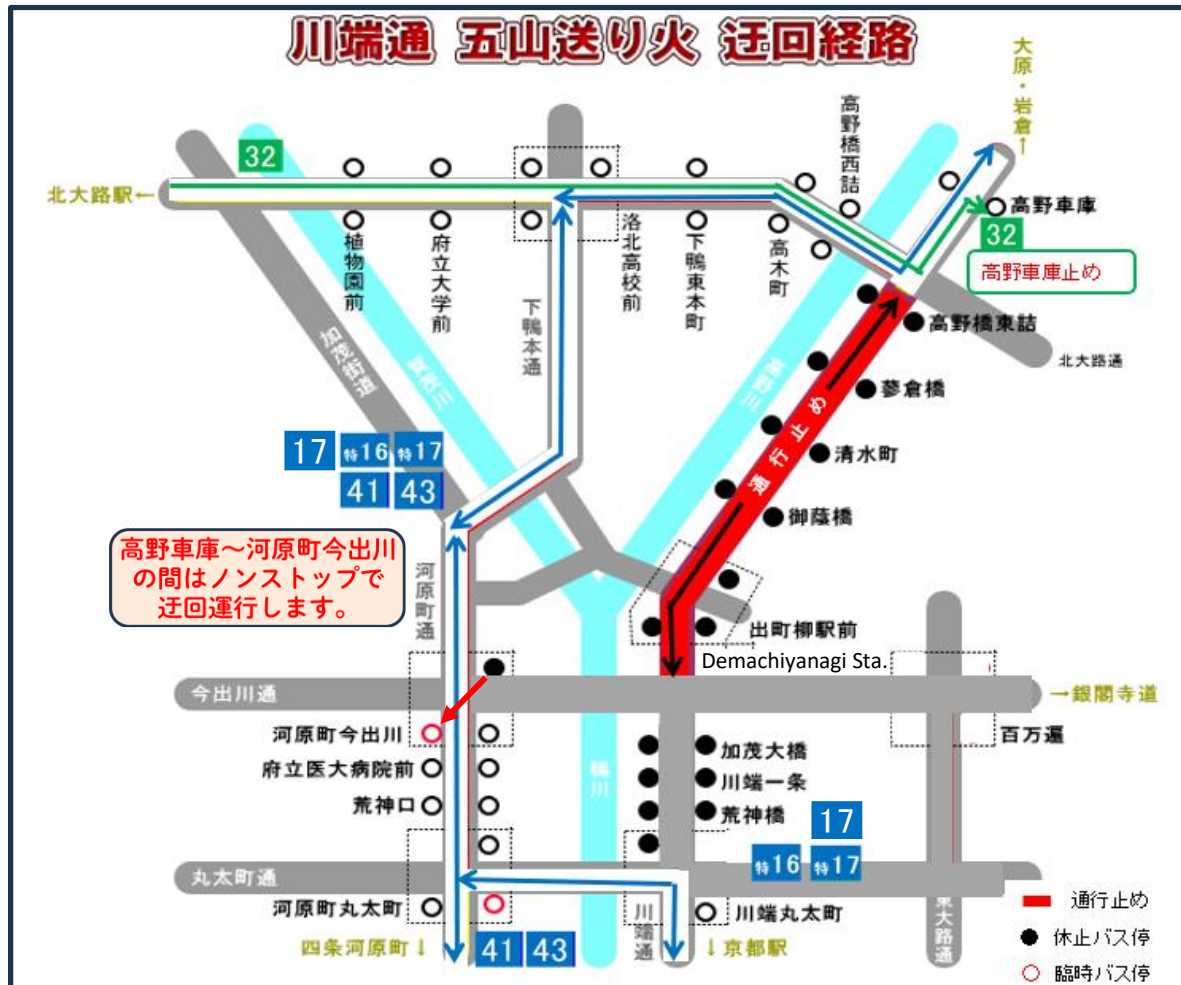 川端通 五山送り火 迂回経路
大原・岩倉↑
高野橋西詰
32
北大路駅←
高野車庫
32
高野車庫止め
植物園前
府立大学前
洛北高校前
下鴨東本町
高木町
下鴨本通
高野橋東詰
北大路通
加茂街道
賀茂川
高野川
蓼倉橋
通行止め
清水町
17 特16 特17
41 43
御蔭橋
高野車庫～河原町今出川
の間はノンストップで
迂回運行します。
河原町通
出町柳駅前
Demachiyanagi Sta.
今出川通
→銀閣寺道
河原町今出川
百万遍
加茂大橋
府立医大病院前
川端一条
鴨川
荒神口
荒神橋
17
特16 特17
丸太町通
河原町丸太町
川端通
川端丸太町
東大路通
四条河原町↓
41 43
↓京都駅
通行止め
休止バス停
臨時バス停